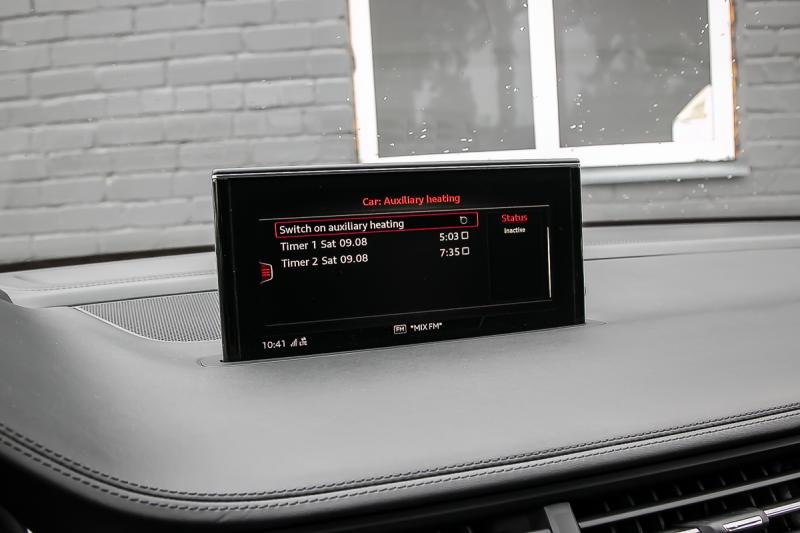 Car: Auxiliary heating
Switch on auxiliary heating
Status
Timer 1 Sat 09.08 5:03
inactive
Timer 2 Sat 09.08 7:35
FM "MIX FM"
10:41 LTE